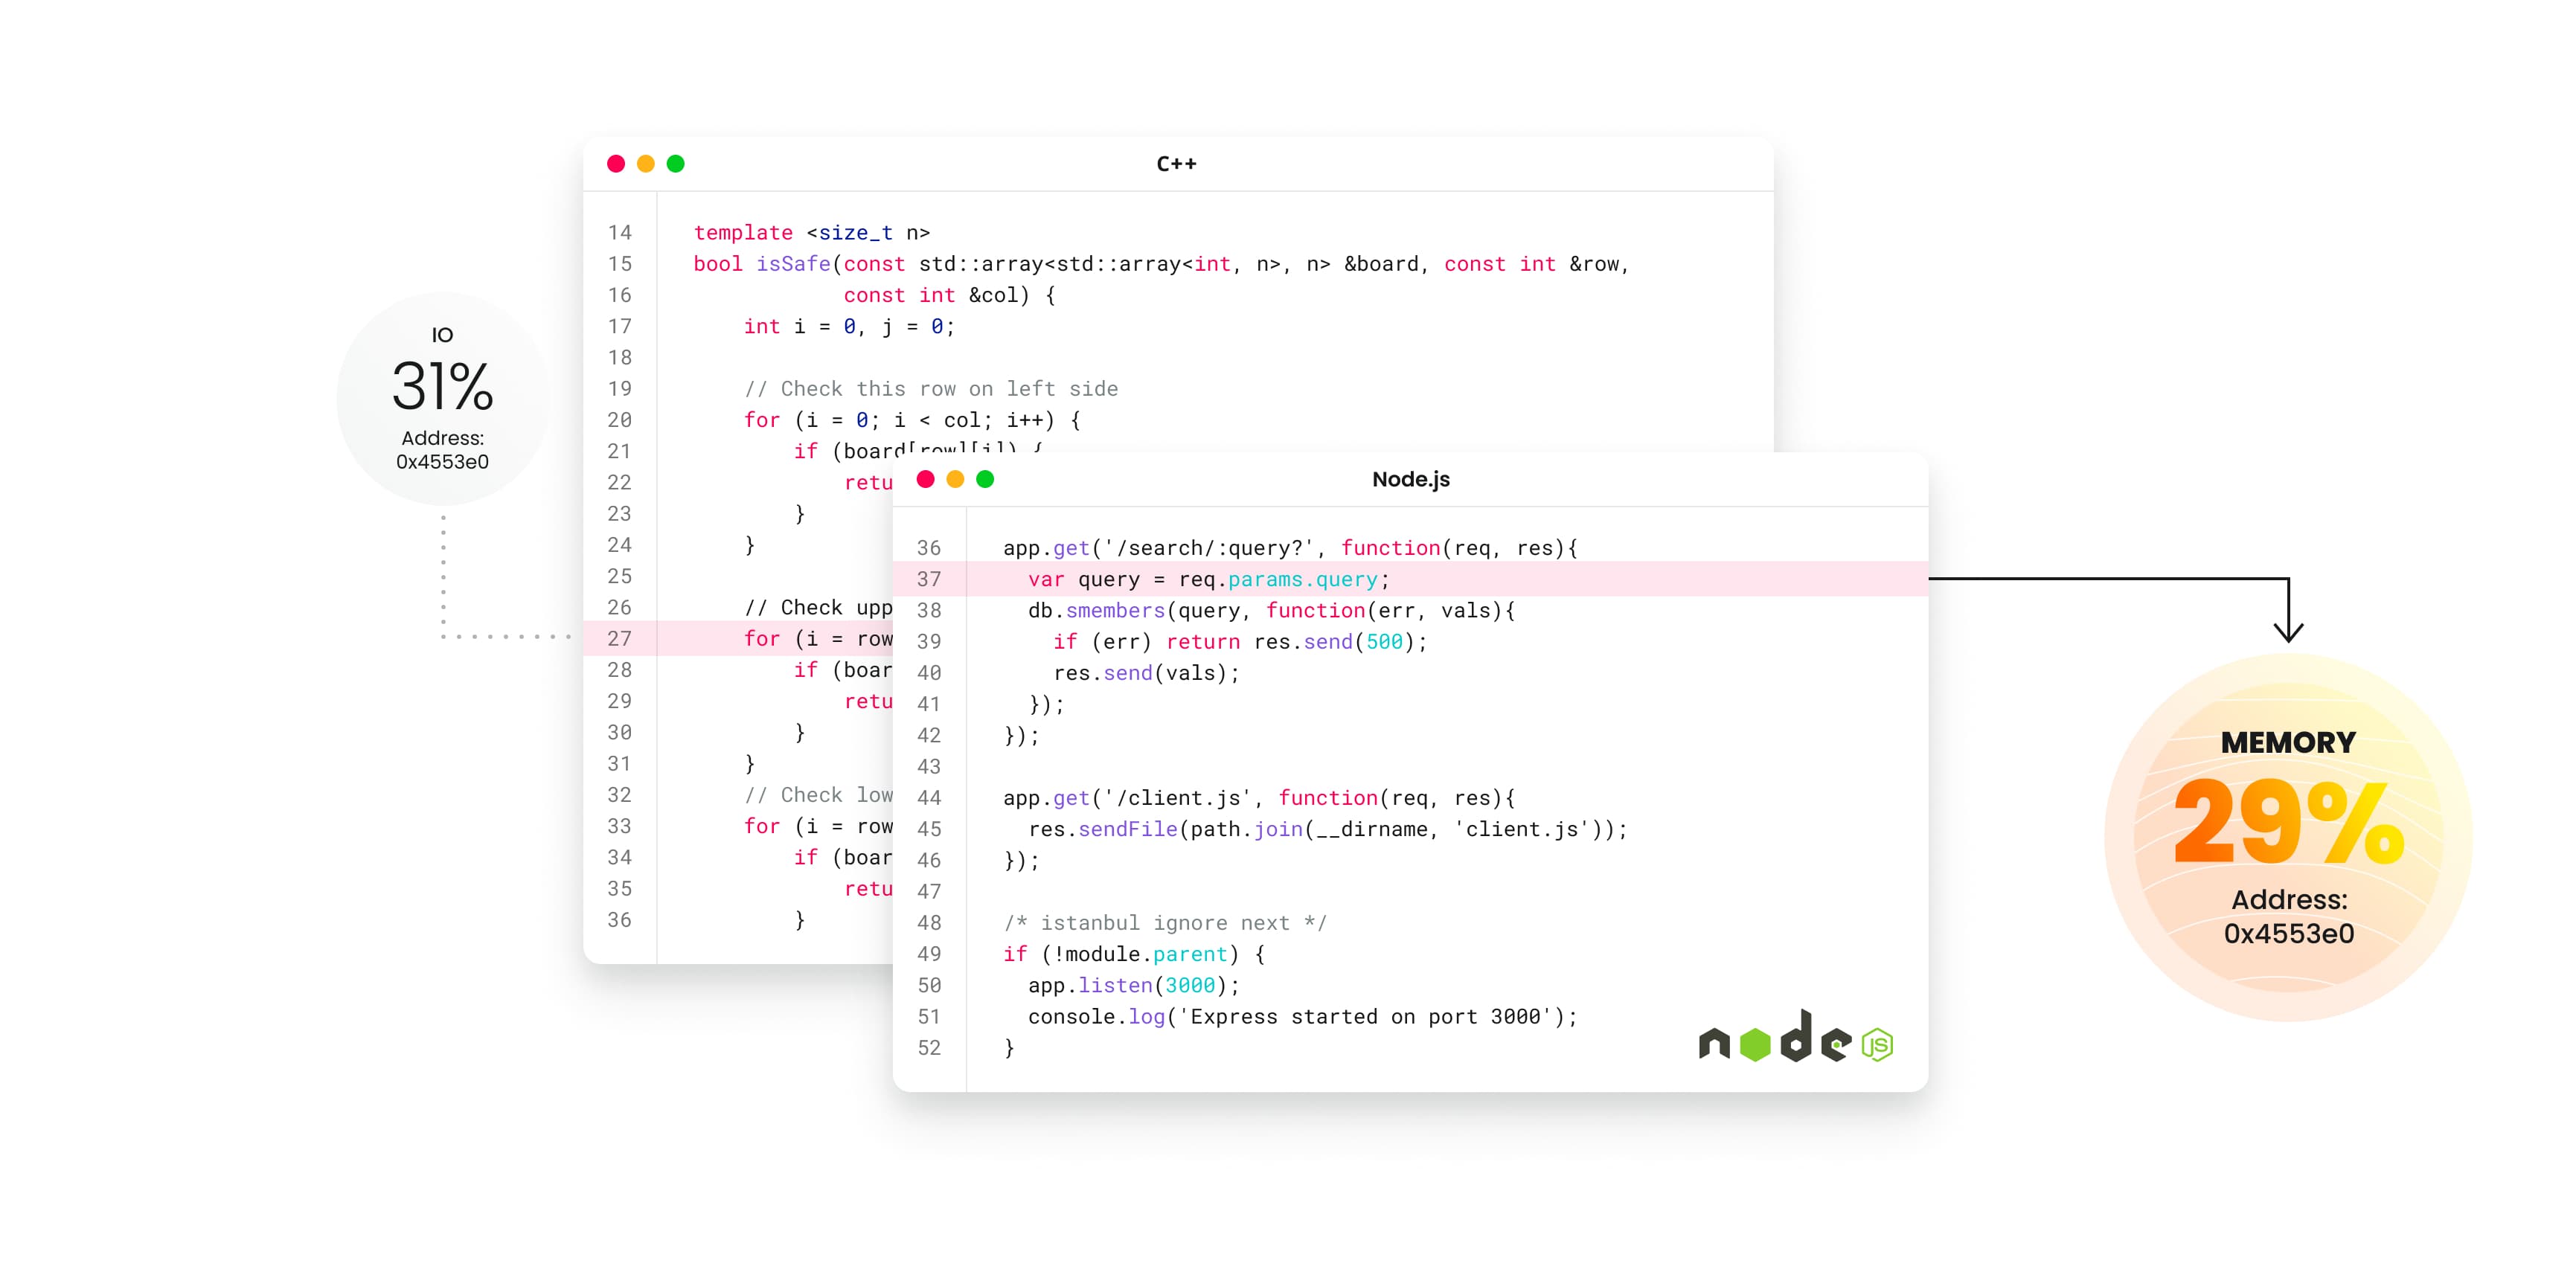 C++
14 template <size_t n>
15 bool isSafe(const std::array<std::array<int, n>, n> &board, const int &row,
16 const int &col) {
17 int i = 0, j = 0;
18
19 // Check this row on left side
20 for (i = 0; i < col; i++) {
21 if (board[row][i]) {
22 retu
23 }
24 }
25
26 // Check upp
27 for (i = row
28 if (boar
29 retu
30 }
31 }
32 // Check low
33 for (i = row
34 if (boar
35 retu
36 }
IO
31%
Address:
0x4553e0
Node.js
36 app.get('/search/:query?', function(req, res){
37 var query = req.params.query;
38 db.smembers(query, function(err, vals){
39 if (err) return res.send(500);
40 res.send(vals);
41 });
42 });
43
44 app.get('/client.js', function(req, res){
45 res.sendFile(path.join(__dirname, 'client.js'));
46 });
47
48 /* istanbul ignore next */
49 if (!module.parent) {
50 app.listen(3000);
51 console.log('Express started on port 3000');
52 }
node JS
MEMORY
29%
Address:
0x4553e0